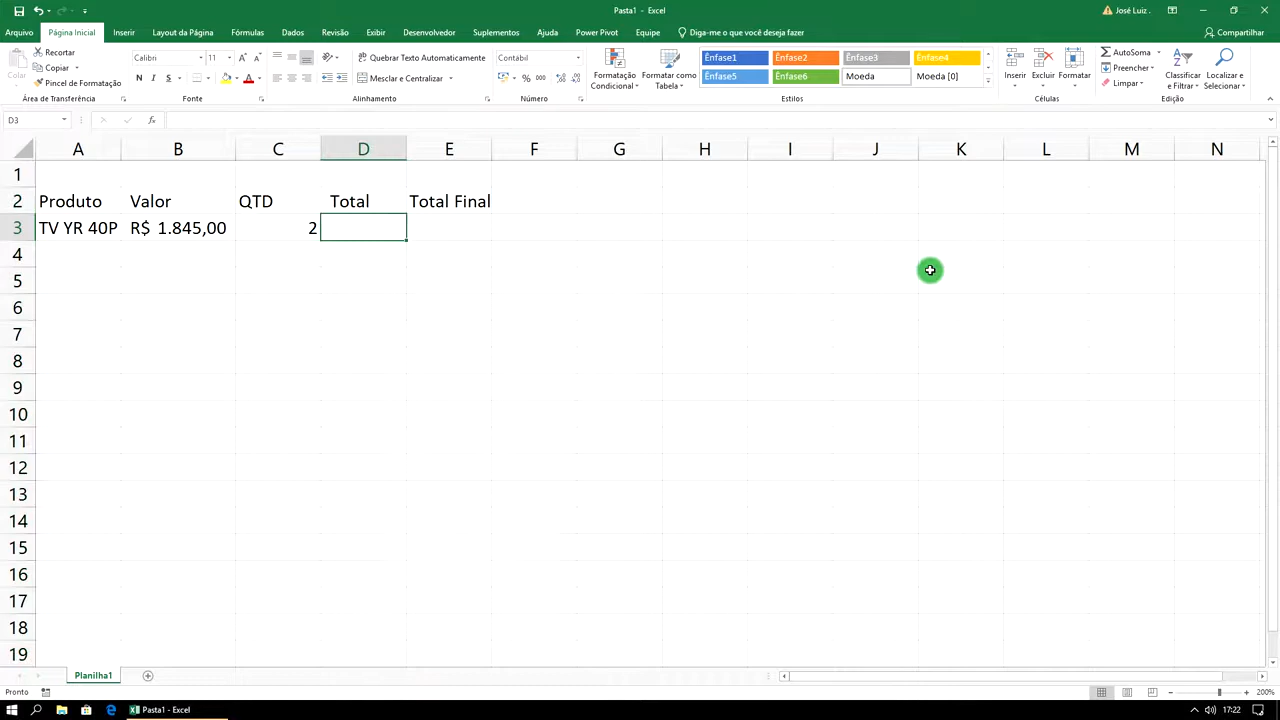 Pasta1 - Excel
José Luiz .
Arquivo Página Inicial Inserir Layout da Página Fórmulas Dados Revisão Exibir Desenvolvedor Suplementos Ajuda Power Pivot Equipe Diga-me o que você deseja fazer Compartilhar
Recortar
Copiar
Pincel de Formatação
Área de Transferência
Calibri 11
N I S
Fonte
Quebrar Texto Automaticamente
Mesclar e Centralizar
Alinhamento
Contábil
% 000
Número
Formatação Condicional
Formatar como Tabela
Ênfase1 Ênfase2 Ênfase3 Ênfase4
Ênfase5 Ênfase6 Moeda Moeda [0]
Estilos
Inserir Excluir Formatar
Células
AutoSoma
Preencher
Limpar
Classificar e Filtrar
Localizar e Selecionar
Edição
D3 fx
A B C D E F G H I J K L M N
1
2 Produto Valor QTD Total Total Final
3 TV YR 40P R$ 1.845,00 2
4
5
6
7
8
9
10
11
12
13
14
15
16
17
18
19
Planilha1
Pronto 200%
Pasta1 - Excel 17:22